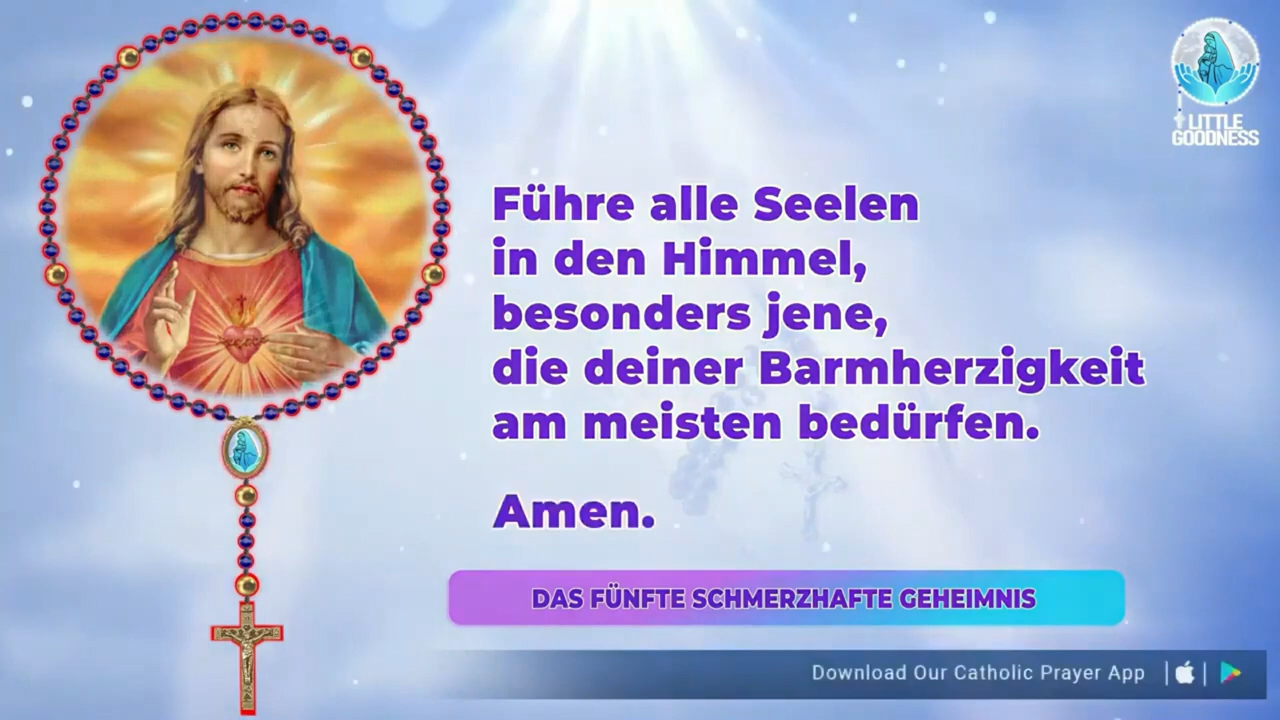 LITTLE
GOODNESS
Führe alle Seelen
in den Himmel,
besonders jene,
die deiner Barmherzigkeit
am meisten bedürfen.
Amen.
DAS FÜNFTE SCHMERZHAFTE GEHEIMNIS
Download Our Catholic Prayer App